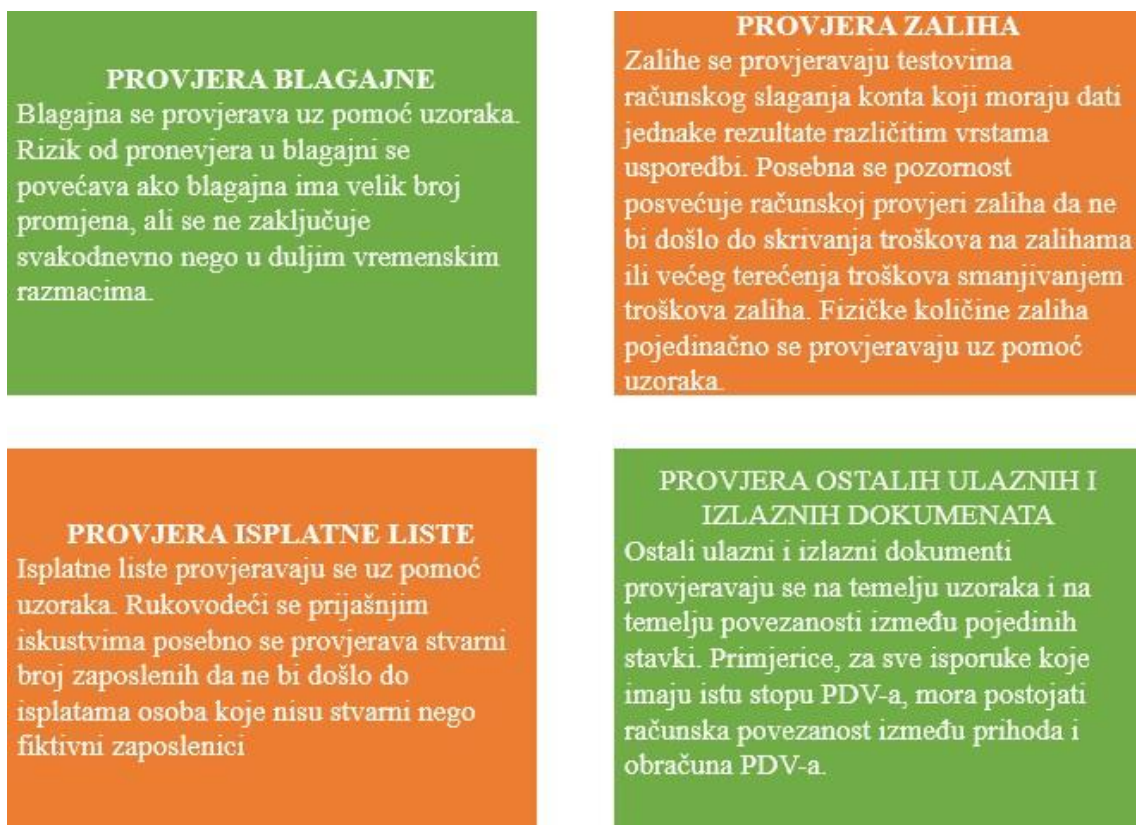 PROVJERA BLAGAJNE
Blagajna se provjerava uz pomoć uzoraka.
Rizik od pronevjera u blagajni se
povećava ako blagajna ima velik broj
promjena, ali se ne zaključuje
svakodnevno nego u duljim vremenskim
razmacima.
PROVJERA ZALIHA
Zalihe se provjeravaju testovima
računskog slaganja konta koji moraju dati
jednake rezultate različitim vrstama
usporedbi. Posebna se pozornost
posvećuje računskoj provjeri zaliha da ne
bi došlo do skrivanja troškova na zalihama
ili većeg terećenja troškova smanjivanjem
troškova zaliha. Fizičke količine zaliha
pojedinačno se provjeravaju uz pomoć
uzoraka.
PROVJERA ISPLATNE LISTE
Isplatne liste provjeravaju se uz pomoć
uzoraka. Rukovodeći se prijašnjim
iskustvima posebno se provjerava stvarni
broj zaposlenih da ne bi došlo do
isplatama osoba koje nisu stvarni nego
fiktivni zaposlenici
PROVJERA OSTALIH ULAZNIH I
IZLAZNIH DOKUMENATA
Ostali ulazni i izlazni dokumenti
provjeravaju se na temelju uzoraka i na
temelju povezanosti između pojedinih
stavki. Primjerice, za sve isporuke koje
imaju istu stopu PDV-a, mora postojati
računska povezanost između prihoda i
obračuna PDV-a.